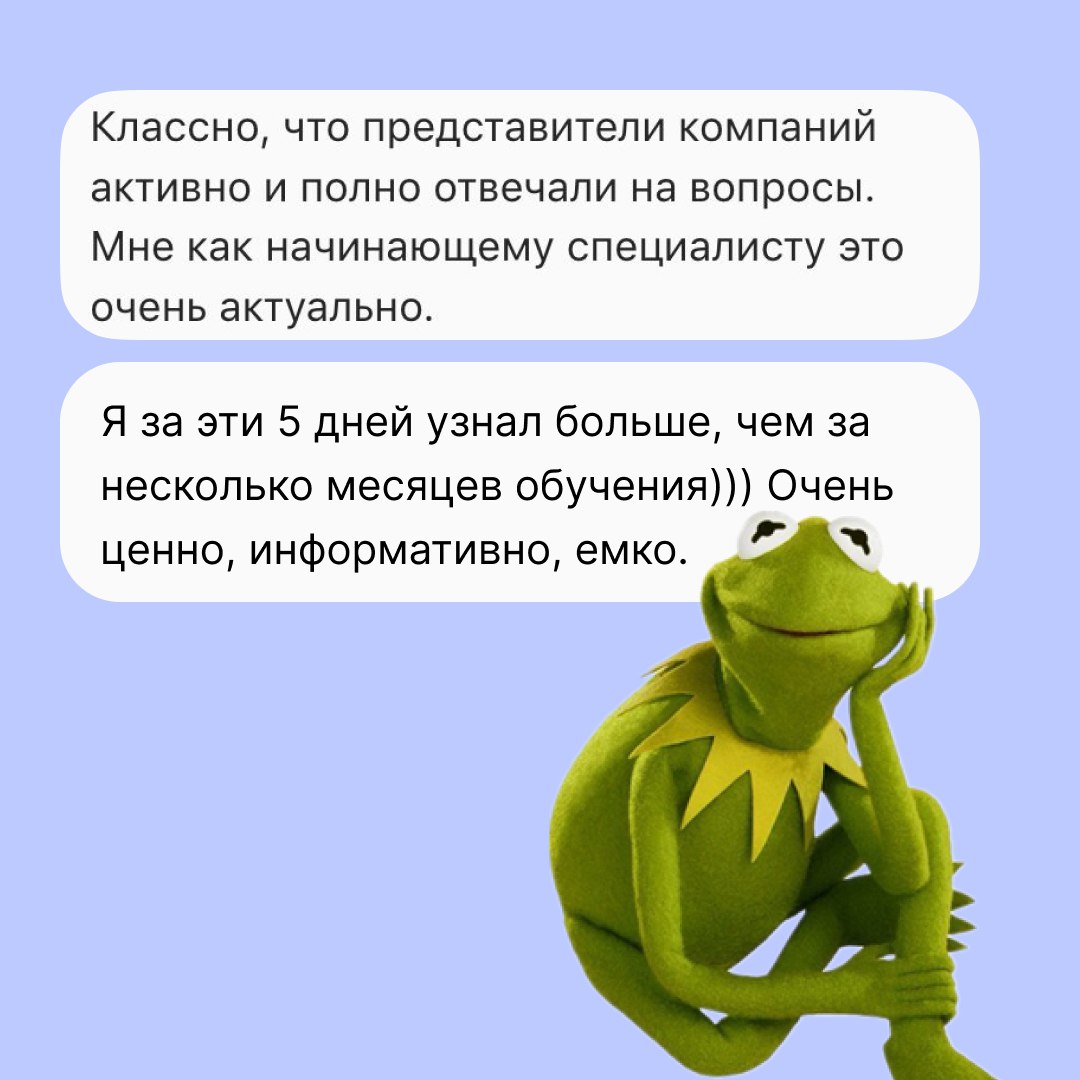 Классно, что представители компаний
активно и полно отвечали на вопросы.
Мне как начинающему специалисту это
очень актуально.
Я за эти 5 дней узнал больше, чем за
несколько месяцев обучения))) Очень
ценно, информативно, емко.